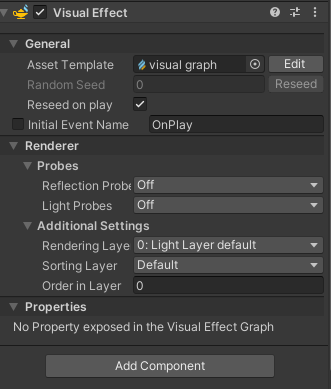 Visual Effect
General
Asset Template visual graph Edit
Random Seed 0 Reseed
Reseed on play
Initial Event Name OnPlay
Renderer
Probes
Reflection Probe Off
Light Probes Off
Additional Settings
Rendering Laye 0: Light Layer default
Sorting Layer Default
Order in Layer 0
Properties
No Property exposed in the Visual Effect Graph
Add Component